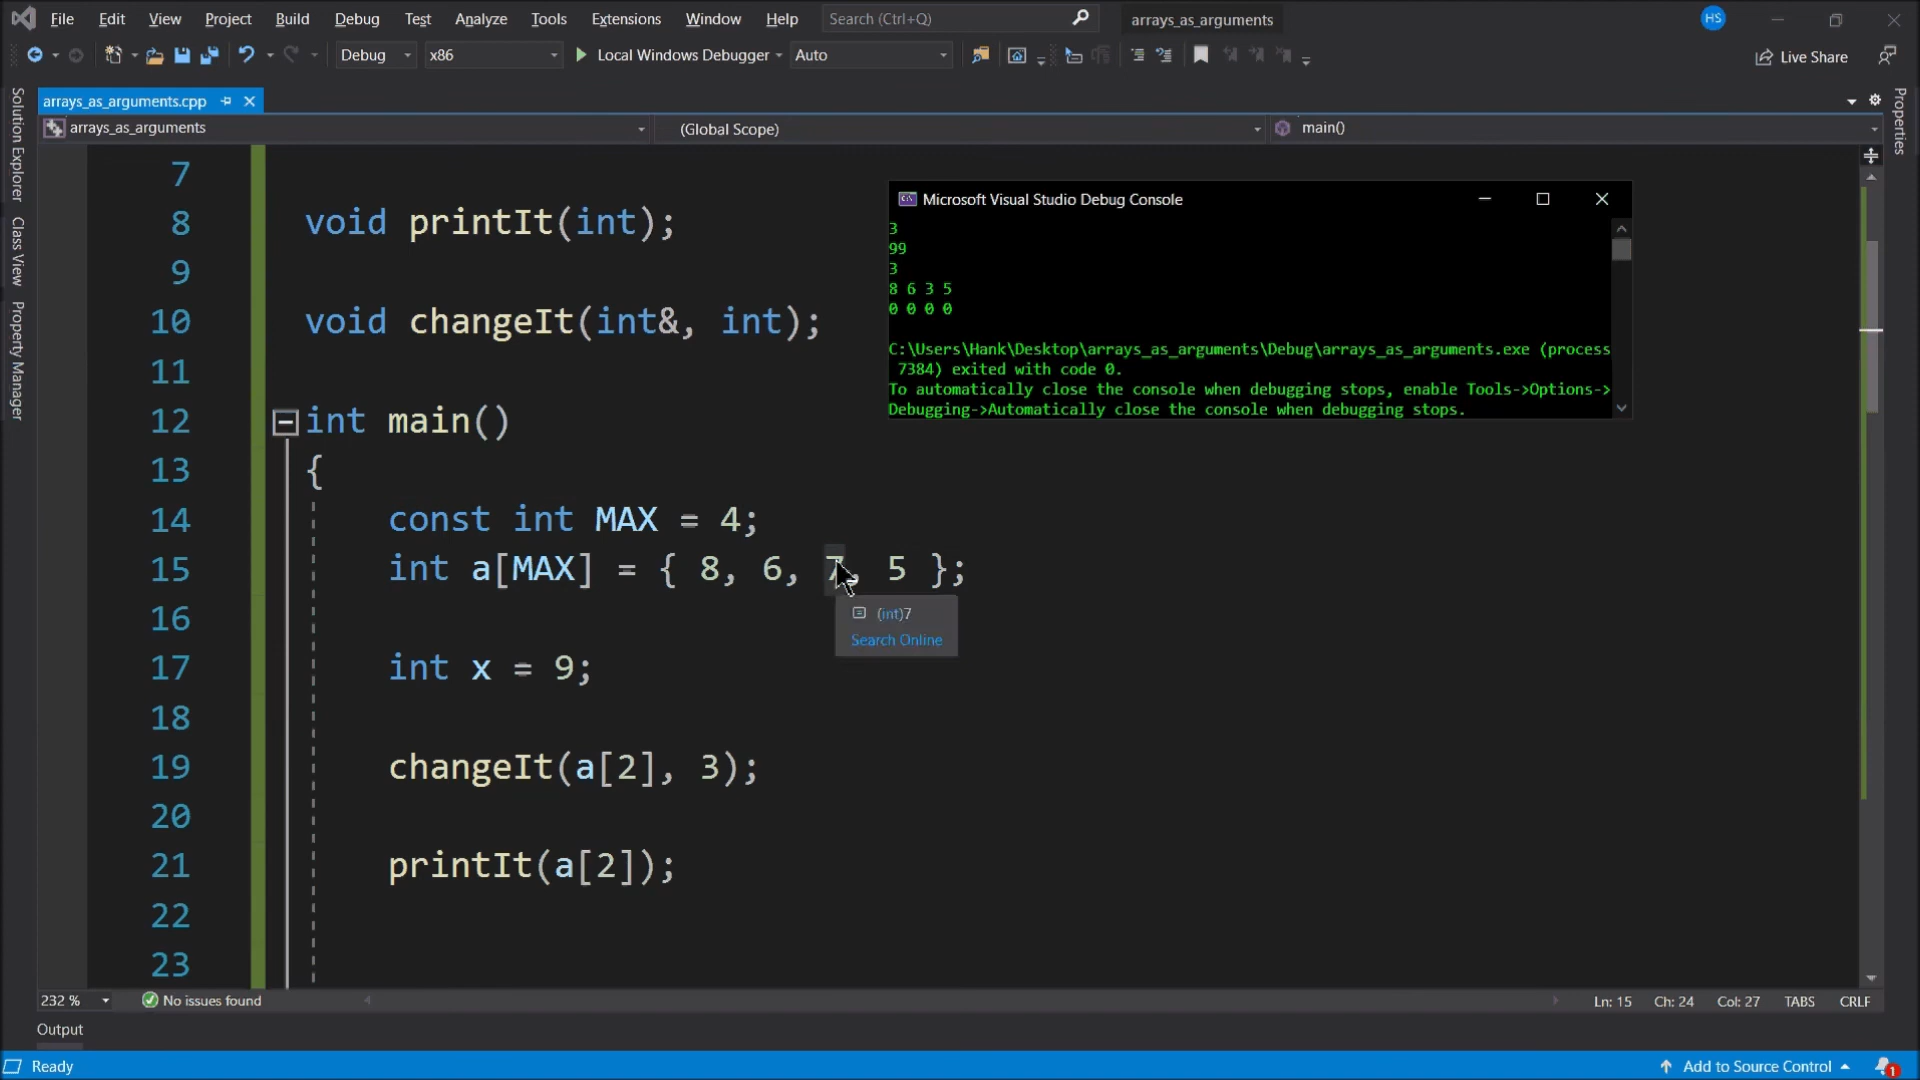 File Edit View Project Build Debug Test Analyze Tools Extensions Window Help Search (Ctrl+Q) arrays_as_arguments HS
Debug x86 Local Windows Debugger Auto Live Share
Solution Explorer
Class View
Property Manager
arrays_as_arguments.cpp
arrays_as_arguments (Global Scope) main()
Properties
7
8 void printIt(int);
9
10 void changeIt(int&, int);
11
12 int main()
13 {
14 const int MAX = 4;
15 int a[MAX] = { 8, 6, 7, 5 };
16
17 int x = 9;
18
19 changeIt(a[2], 3);
20
21 printIt(a[2]);
22
23
(int)7
Search Online
Microsoft Visual Studio Debug Console
3
99
3
8 6 3 5
0 0 0 0
C:\Users\Hank\Desktop\arrays_as_arguments\Debug\arrays_as_arguments.exe (process
7384) exited with code 0.
To automatically close the console when debugging stops, enable Tools->Options->
Debugging->Automatically close the console when debugging stops.
232 % No issues found Ln: 15 Ch: 24 Col: 27 TABS CRLF
Output
Ready Add to Source Control 1